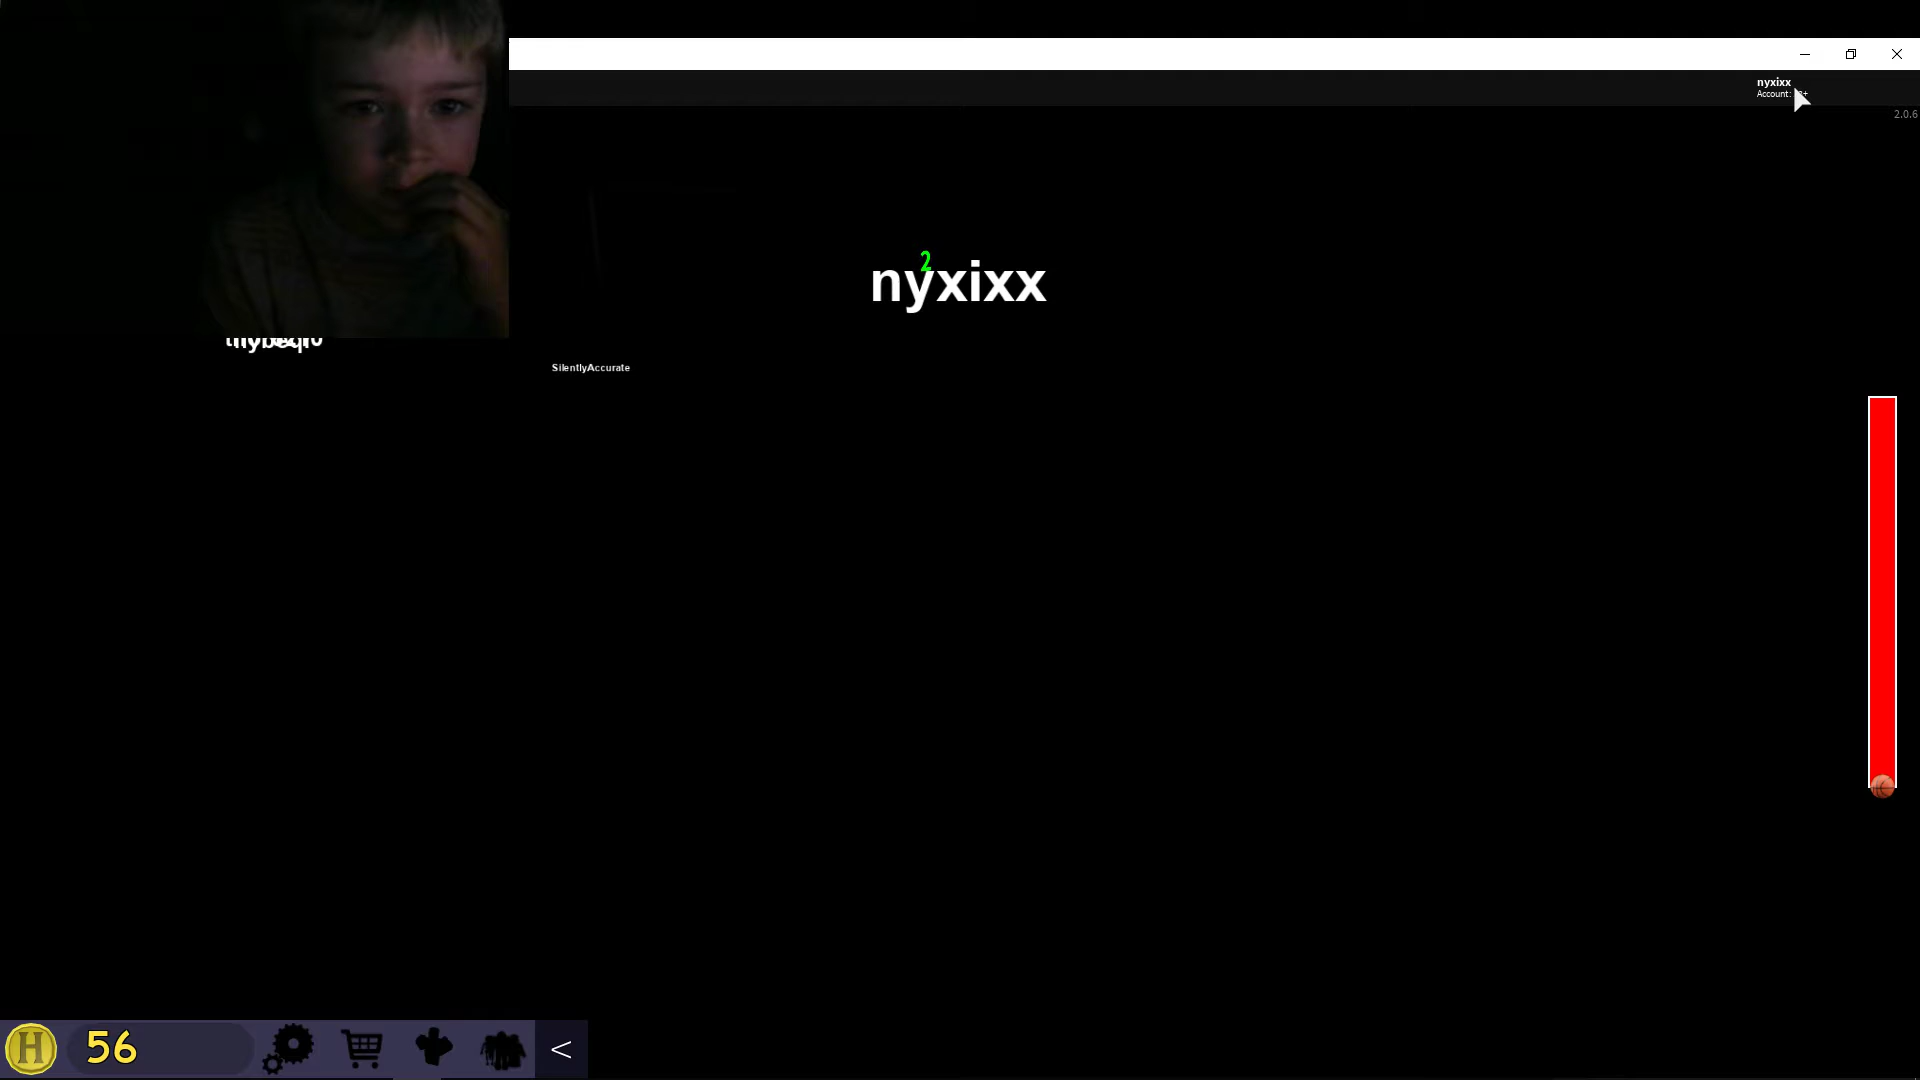 nyxixx
Account:
2.0.6
2
nyxixx
SilentlyAccurate
H
56
<